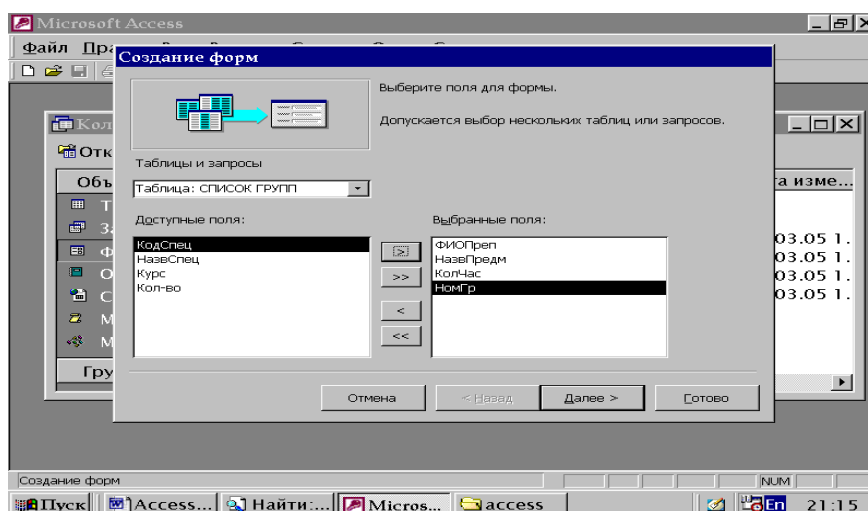 Microsoft Access
Файл Пра
Создание форм
Выберите поля для формы.
Допускается выбор нескольких таблиц или запросов.
Кол
Отк
Таблицы и запросы
Объ
Таблица: СПИСОК ГРУПП
а изме...
Доступные поля:
Выбранные поля:
Т
КодСпец
НазвСпец
Курс
Кол-во
>
>>
<
<<
ФИОПреп
НазвПредм
КолЧас
НомГр
За
Ф
О
С
М
М
03.05 1.
03.05 1.
03.05 1.
03.05 1.
Гру
Отмена
< Назад
Далее >
Готово
Создание форм
NUM
Пуск
Access...
Найти:...
Micros...
access
En
21:15